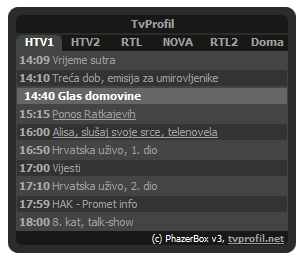 TvProfil
HTV1 HTV2 RTL NOVA RTL2 Doma
14:09 Vrijeme sutra
14:10 Treća dob, emisija za umirovljenike
14:40 Glas domovine
15:15 Ponos Ratkajevih
16:00 Alisa, slušaj svoje srce, telenovela
16:50 Hrvatska uživo, 1. dio
17:00 Vijesti
17:10 Hrvatska uživo, 2. dio
17:59 HAK - Promet info
18:00 8. kat, talk-show
(c) PhazerBox v3, tvprofil.net